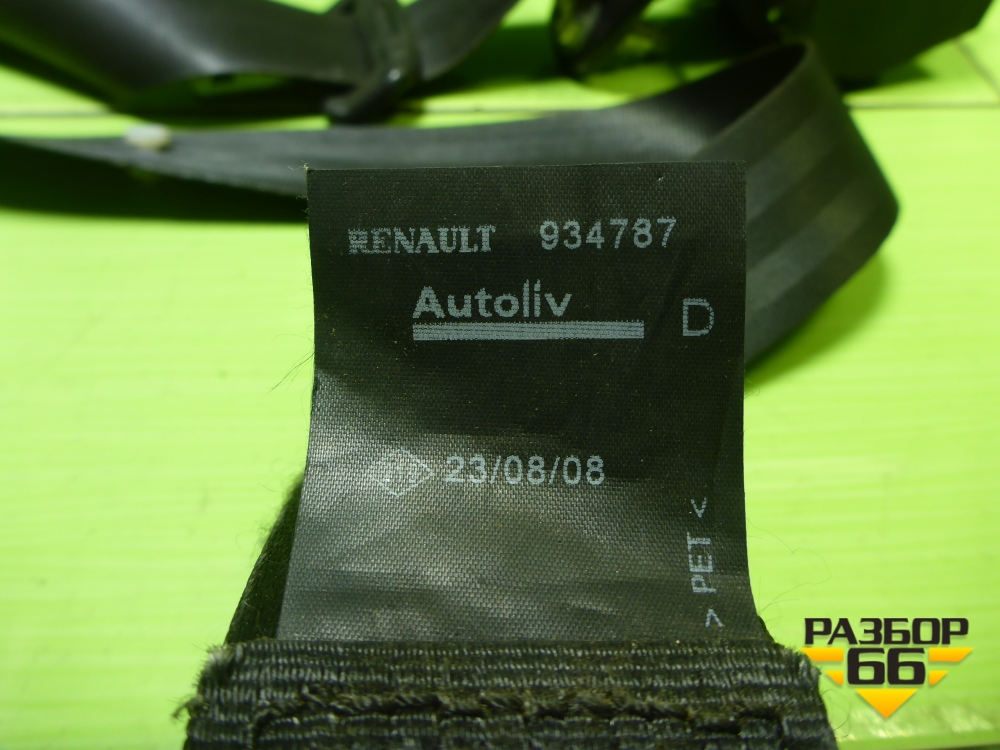 RENAULT 934787
Autoliv
D
23/08/08
> PET <
РАЗБОР
66